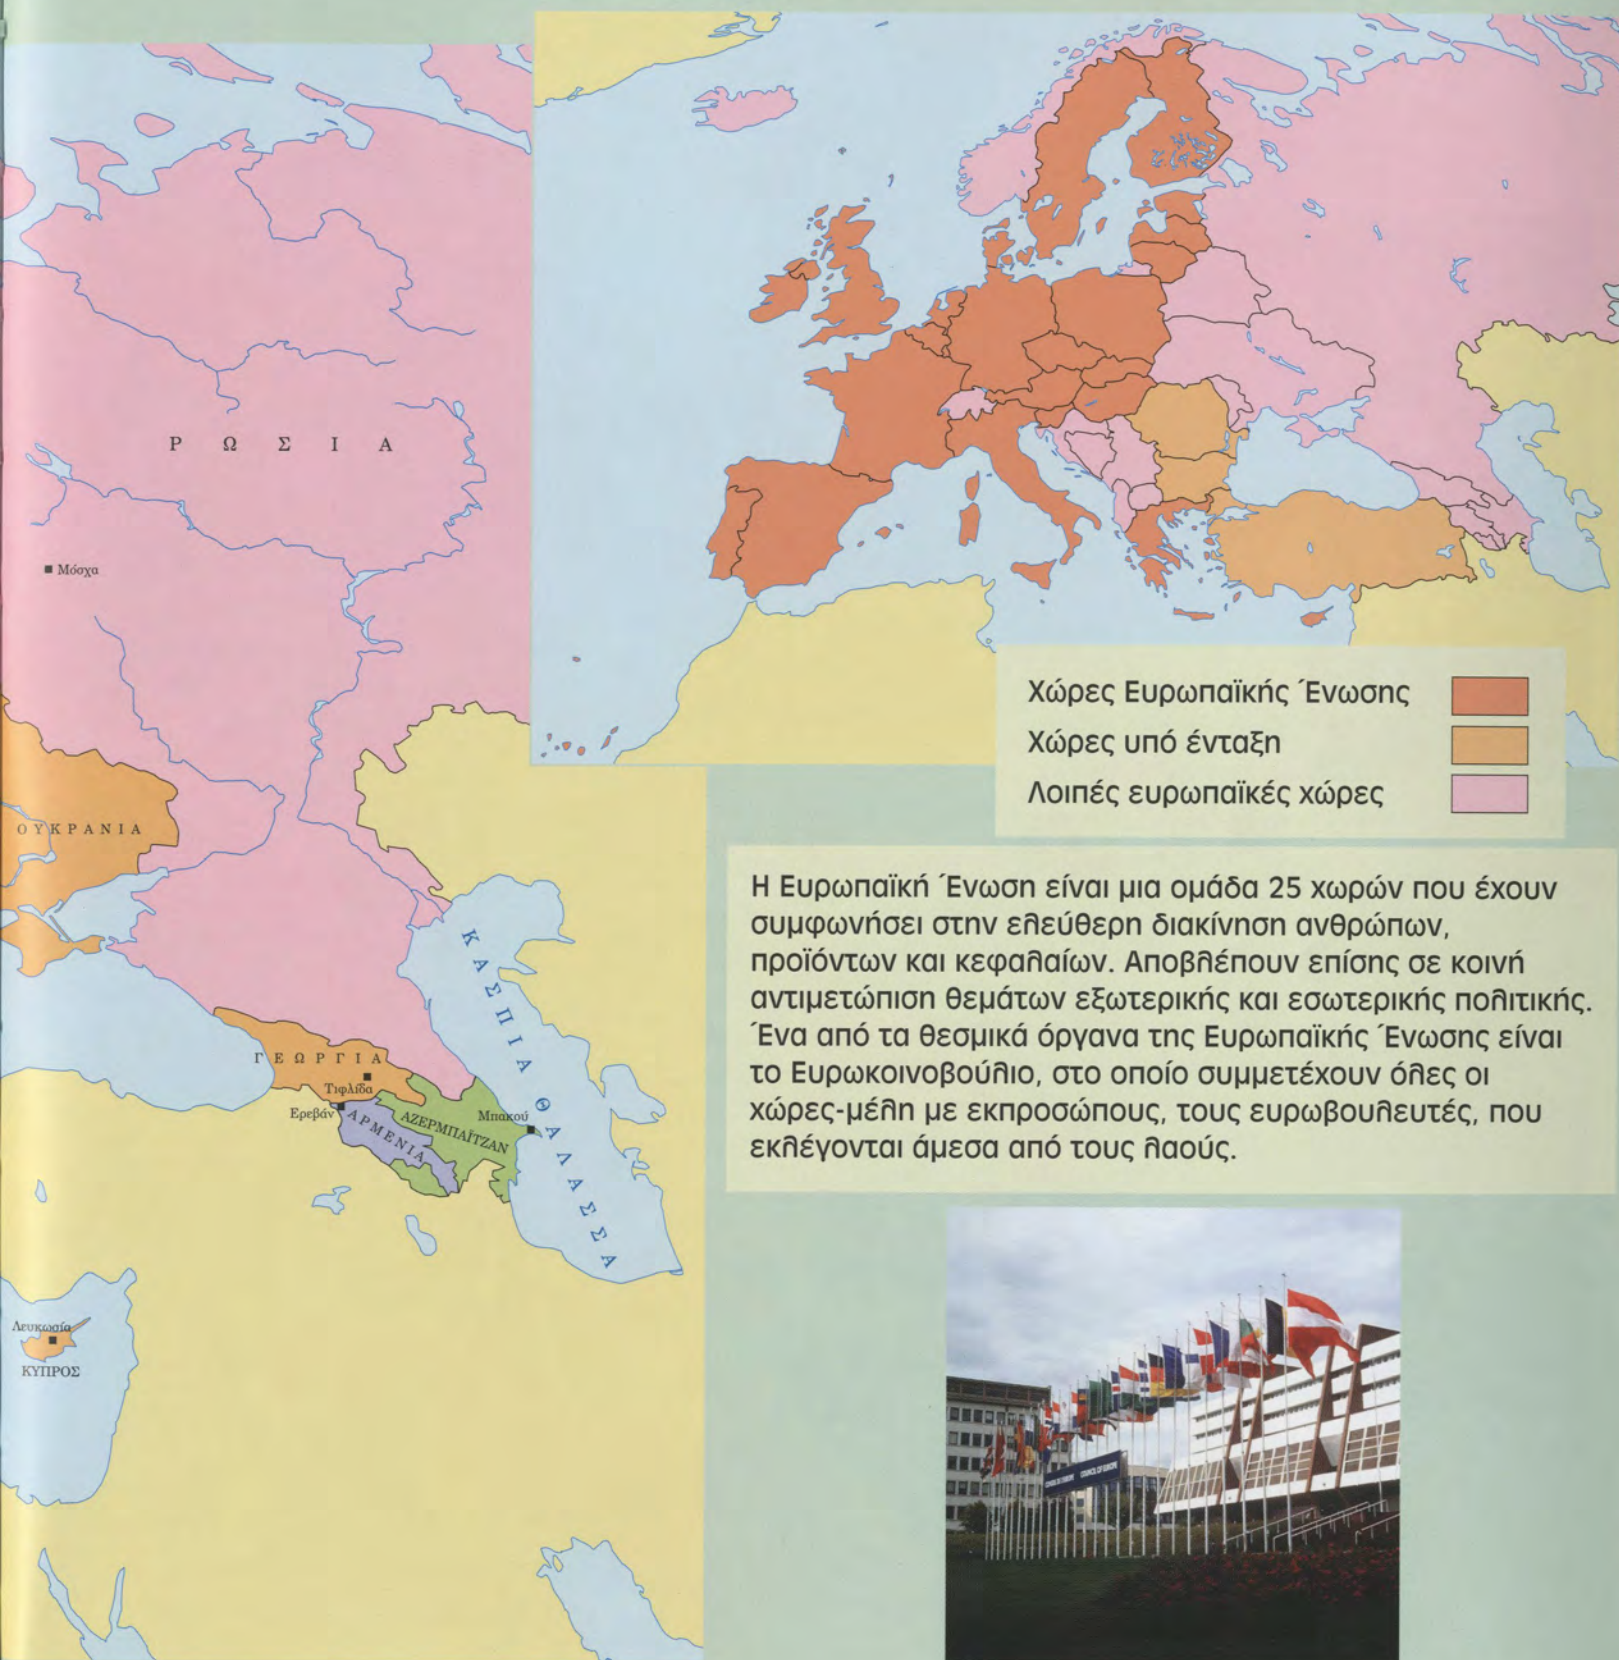 ΡΩΣΙΑ
Μόσχα
ΟΥΚΡΑΝΙΑ
ΚΑΣΠΙΑ ΘΑΛΑΣΣΑ
ΓΕΩΡΓΙΑ
Τιφλίδα
Ερεβάν
ΑΡΜΕΝΙΑ
ΑΖΕΡΜΠΑΪΤΖΑΝ
Μπακού
Λευκωσία
ΚΥΠΡΟΣ
Χώρες Ευρωπαϊκής Ένωσης
Χώρες υπό ένταξη
Λοιπές ευρωπαϊκές χώρες
Η Ευρωπαϊκή Ένωση είναι μια ομάδα 25 χωρών που έχουν
συμφωνήσει στην ελεύθερη διακίνηση ανθρώπων,
προϊόντων και κεφαλαίων. Αποβλέπουν επίσης σε κοινή
αντιμετώπιση θεμάτων εξωτερικής και εσωτερικής πολιτικής.
Ένα από τα θεσμικά όργανα της Ευρωπαϊκής Ένωσης είναι
το Ευρωκοινοβούλιο, στο οποίο συμμετέχουν όλες οι
χώρες-μέλη με εκπροσώπους, τους ευρωβουλευτές, που
εκλέγονται άμεσα από τους λαούς.
COUNCIL OF EUROPE